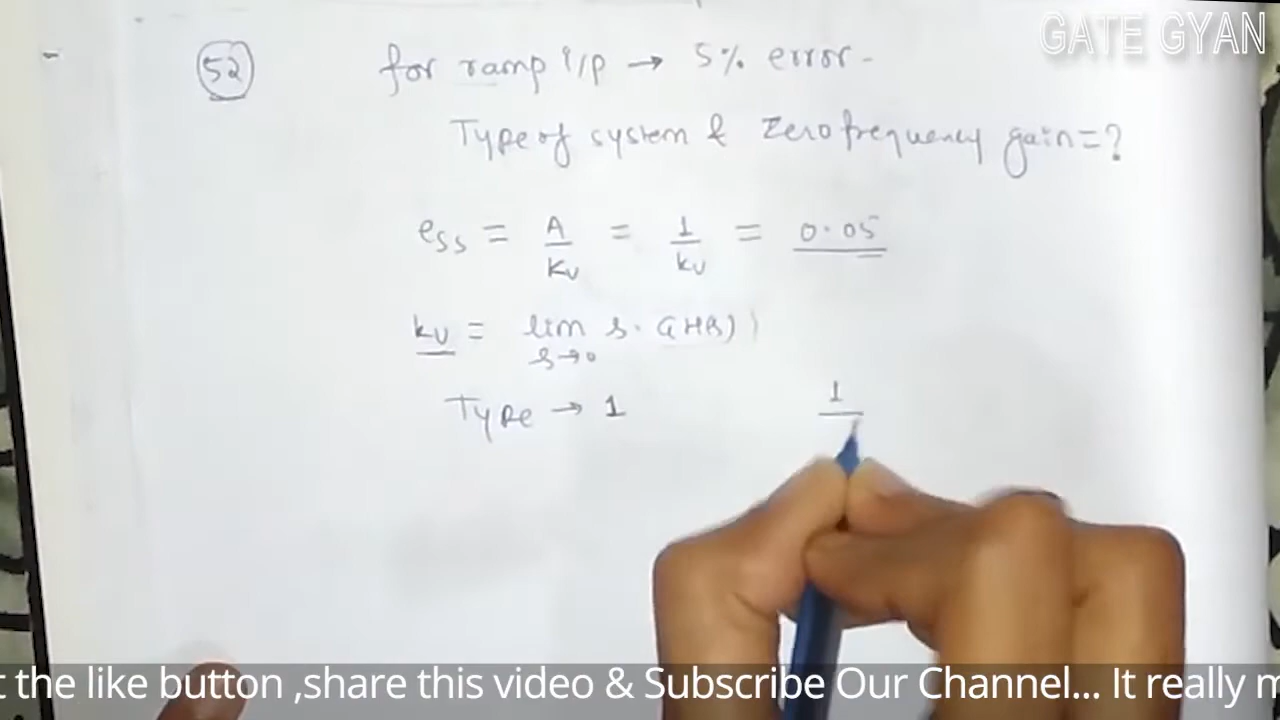 GATE GYAN
52 for ramp i/p → 5% error -
Type of system & Zero frequency gain = ?
ess = A/Kv = 1/kv = 0.05
kv = lim s→0 s. G H(s)
Type → 1
1
t the like button ,share this video & Subscribe Our Channel... It really m